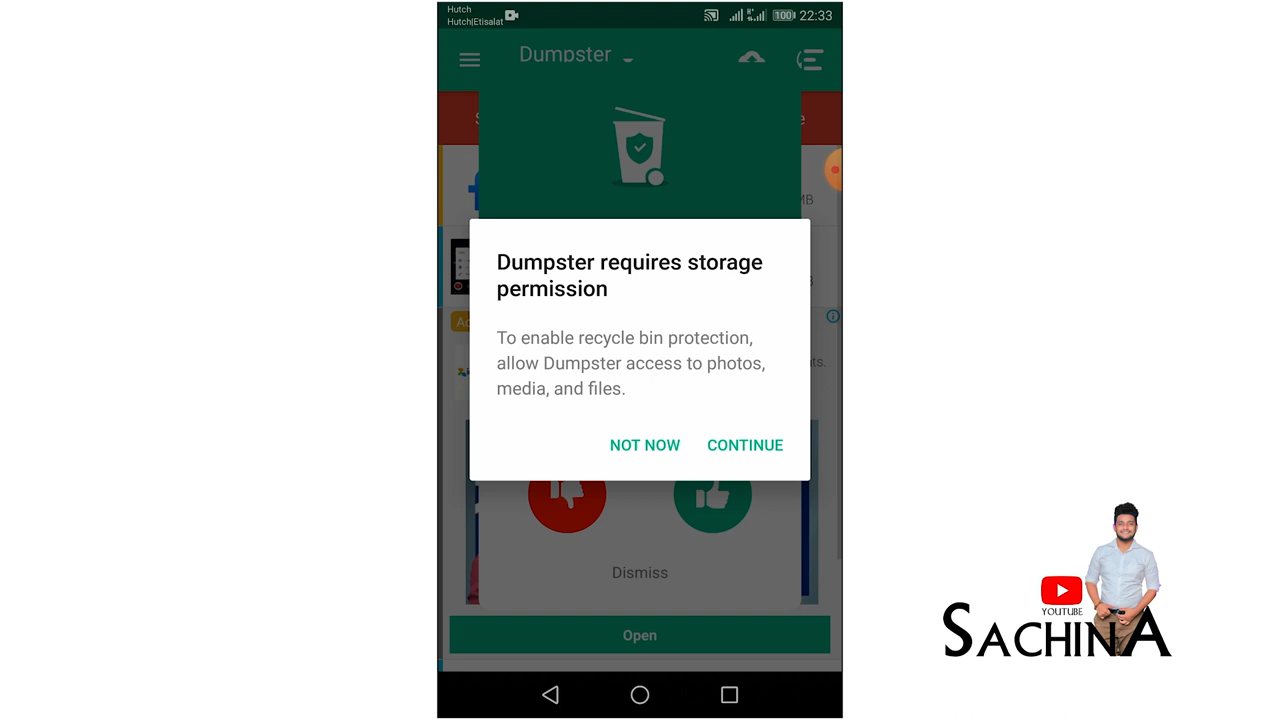 Hutch
Hutch|Etisalat
100 22:33
Dumpster
MB
Dumpster requires storage
permission
To enable recycle bin protection,
allow Dumpster access to photos,
media, and files.
NOT NOW CONTINUE
Dismiss
Open
YOUTUBE
SACHINA